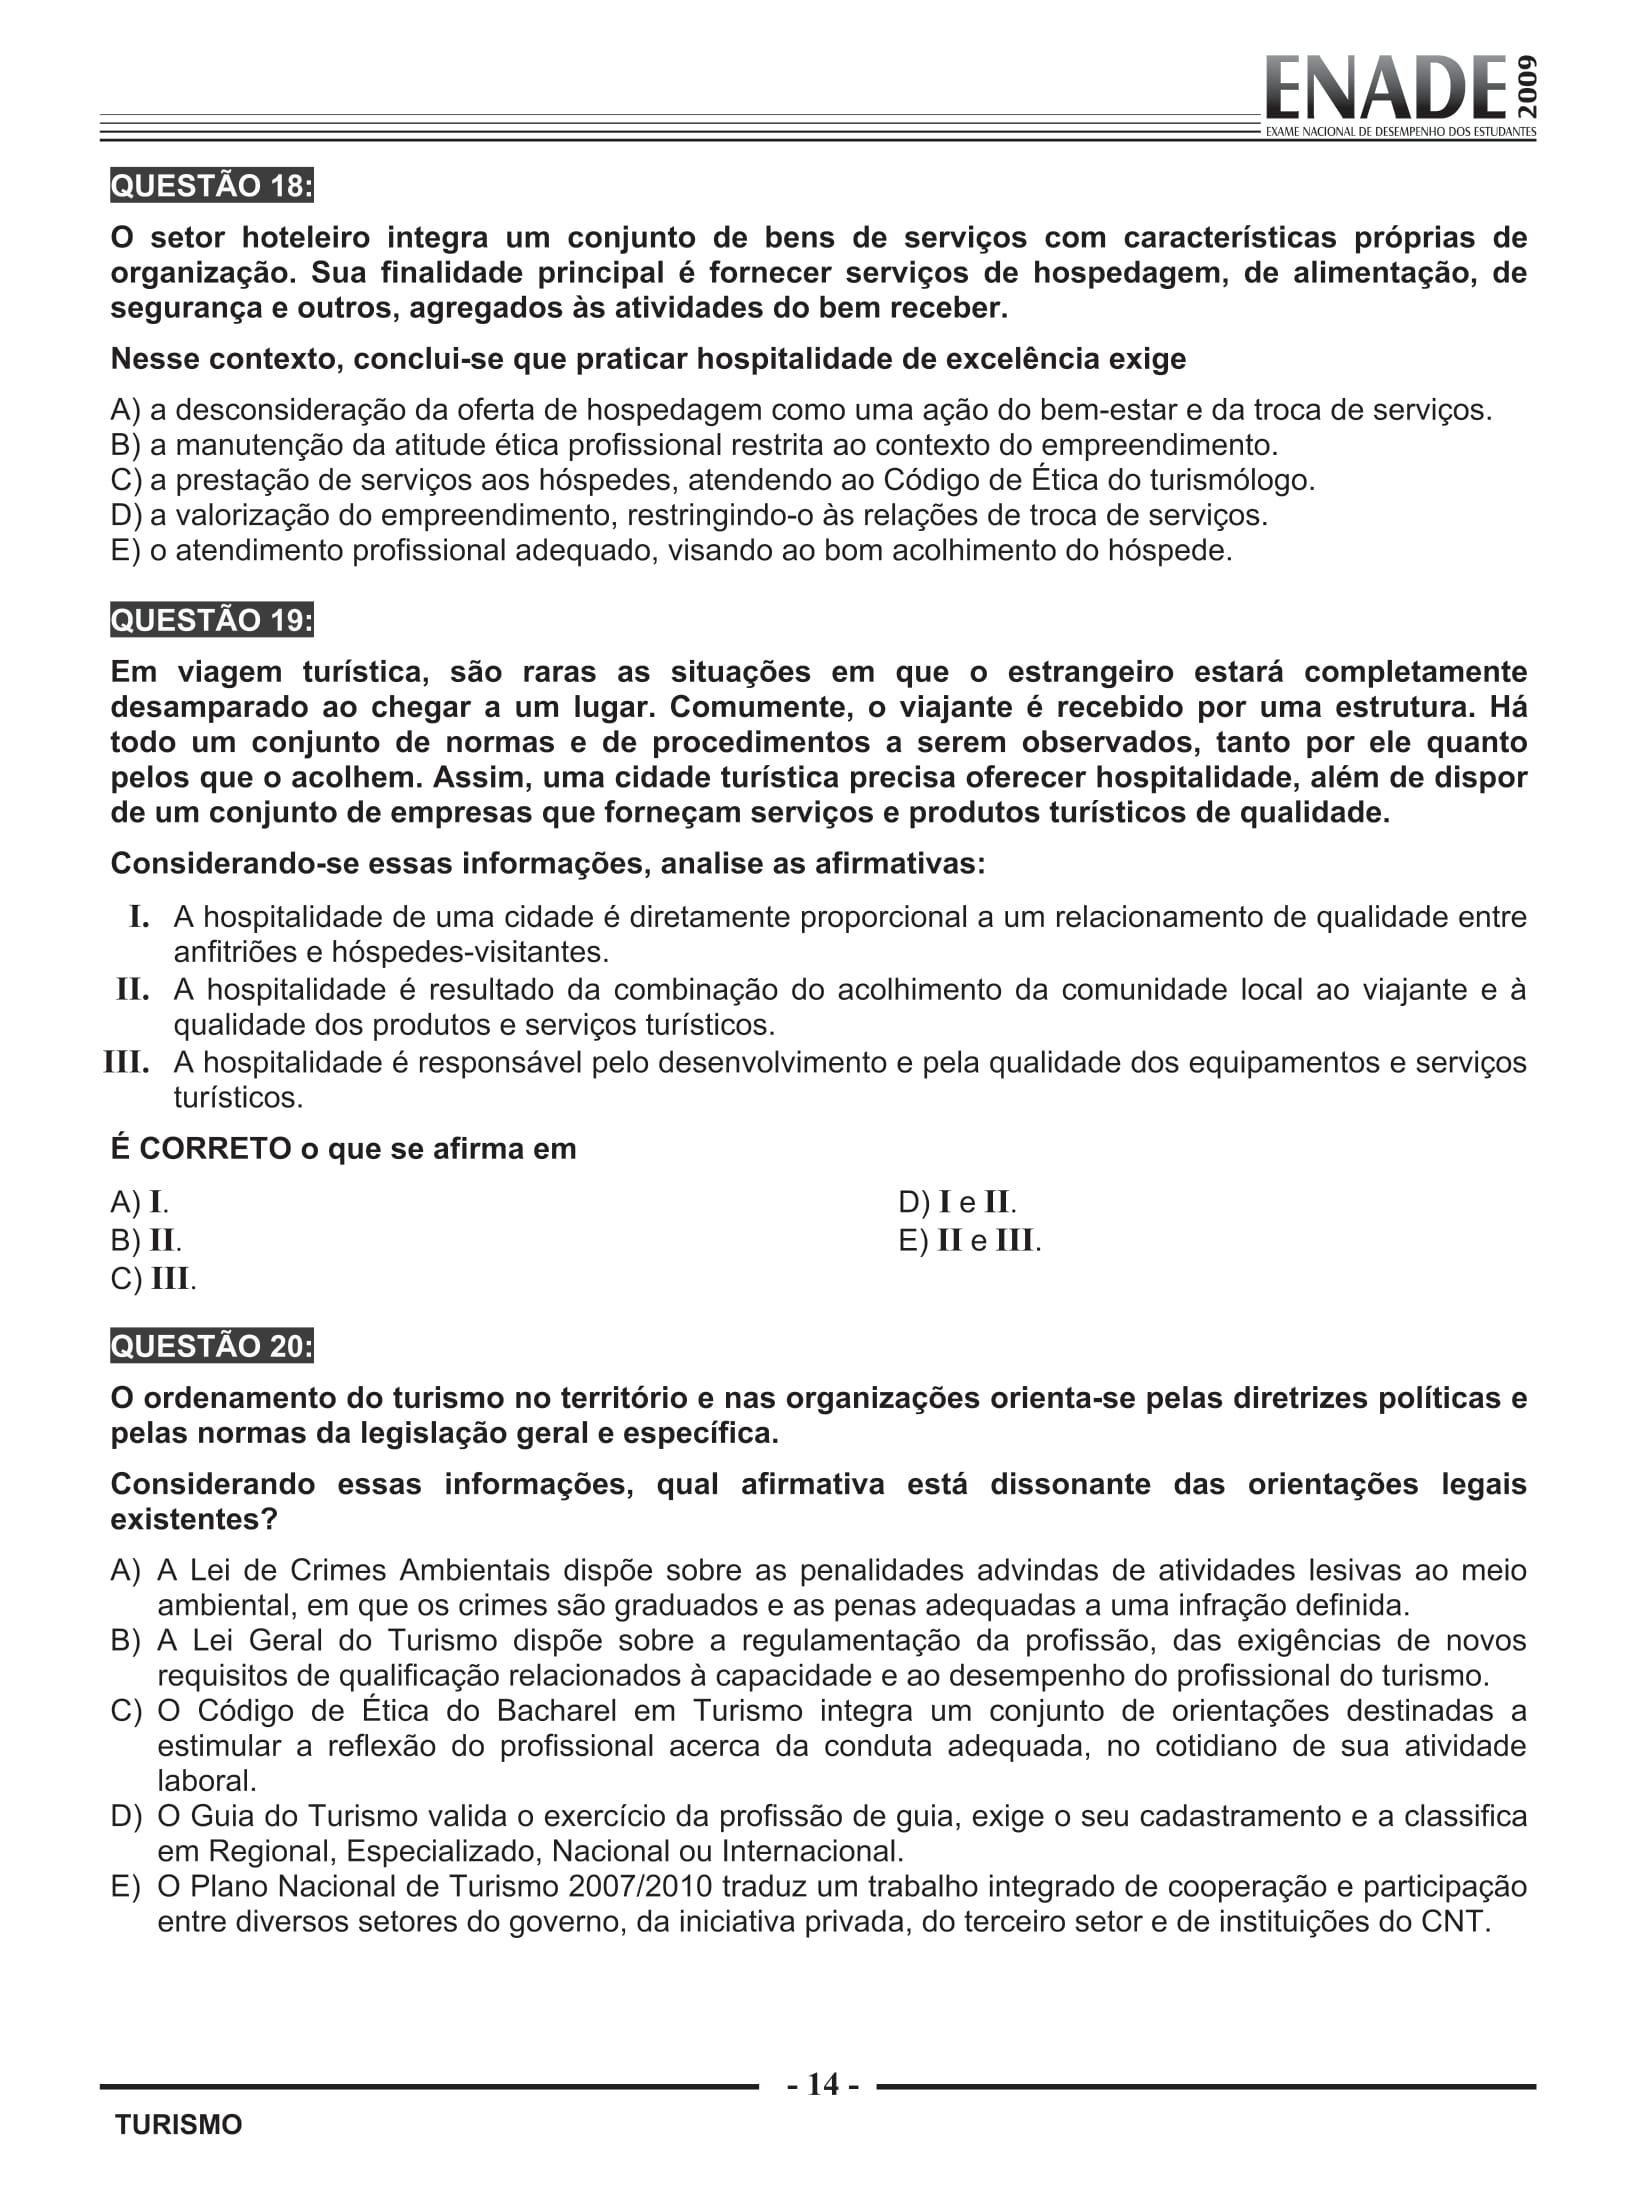 ENADE 2009
EXAME NACIONAL DE DESEMPENHO DOS ESTUDANTES
QUESTÃO 18:
O setor hoteleiro integra um conjunto de bens de serviços com características próprias de
organização. Sua finalidade principal é fornecer serviços de hospedagem, de alimentação, de
segurança e outros, agregados às atividades do bem receber.
Nesse contexto, conclui-se que praticar hospitalidade de excelência exige
A) a desconsideração da oferta de hospedagem como uma ação do bem-estar e da troca de serviços.
B) a manutenção da atitude ética profissional restrita ao contexto do empreendimento.
C) a prestação de serviços aos hóspedes, atendendo ao Código de Ética do turismólogo.
D) a valorização do empreendimento, restringindo-o às relações de troca de serviços.
E) o atendimento profissional adequado, visando ao bom acolhimento do hóspede.
QUESTÃO 19:
Em viagem turística, são raras as situações em que o estrangeiro estará completamente
desamparado ao chegar a um lugar. Comumente, o viajante é recebido por uma estrutura. Há
todo um conjunto de normas e de procedimentos a serem observados, tanto por ele quanto
pelos que o acolhem. Assim, uma cidade turística precisa oferecer hospitalidade, além de dispor
de um conjunto de empresas que forneçam serviços e produtos turísticos de qualidade.
Considerando-se essas informações, analise as afirmativas:
I. A hospitalidade de uma cidade é diretamente proporcional a um relacionamento de qualidade entre
anfitriões e hóspedes-visitantes.
II. A hospitalidade é resultado da combinação do acolhimento da comunidade local ao viajante e à
qualidade dos produtos e serviços turísticos.
III. A hospitalidade é responsável pelo desenvolvimento e pela qualidade dos equipamentos e serviços
turísticos.
É CORRETO o que se afirma em
A) I.
B) II.
C) III.
D) I e II.
E) II e III.
QUESTÃO 20:
O ordenamento do turismo no território e nas organizações orienta-se pelas diretrizes políticas e
pelas normas da legislação geral e específica.
Considerando essas informações, qual afirmativa está dissonante das orientações legais
existentes?
A) A Lei de Crimes Ambientais dispõe sobre as penalidades advindas de atividades lesivas ao meio
ambiental, em que os crimes são graduados e as penas adequadas a uma infração definida.
B) A Lei Geral do Turismo dispõe sobre a regulamentação da profissão, das exigências de novos
requisitos de qualificação relacionados à capacidade e ao desempenho do profissional do turismo.
C) O Código de Ética do Bacharel em Turismo integra um conjunto de orientações destinadas a
estimular a reflexão do profissional acerca da conduta adequada, no cotidiano de sua atividade
laboral.
D) O Guia do Turismo valida o exercício da profissão de guia, exige o seu cadastramento e a classifica
em Regional, Especializado, Nacional ou Internacional.
E) O Plano Nacional de Turismo 2007/2010 traduz um trabalho integrado de cooperação e participação
entre diversos setores do governo, da iniciativa privada, do terceiro setor e de instituições do CNT.
- 14 -
TURISMO